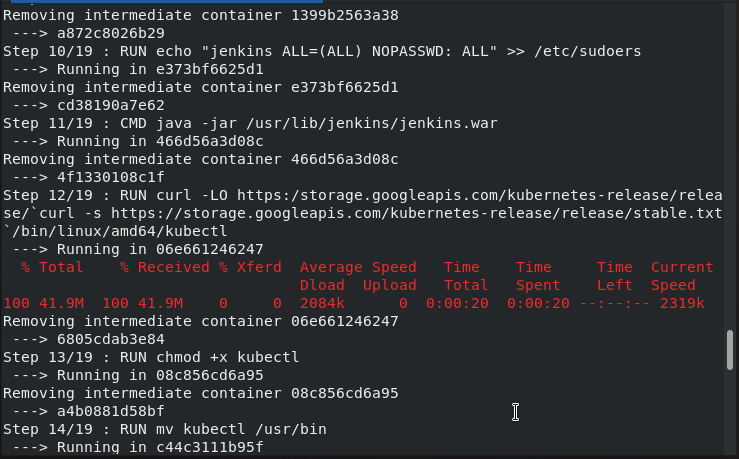 Removing intermediate container 1399b2563a38
 ---> a872c8026b29
Step 10/19 : RUN echo "jenkins ALL=(ALL) NOPASSWD: ALL" >> /etc/sudoers
 ---> Running in e373bf6625d1
Removing intermediate container e373bf6625d1
 ---> cd38190a7e62
Step 11/19 : CMD java -jar /usr/lib/jenkins/jenkins.war
 ---> Running in 466d56a3d08c
Removing intermediate container 466d56a3d08c
 ---> 4f1330108c1f
Step 12/19 : RUN curl -LO https:/storage.googleapis.com/kubernetes-release/relea
se/`curl -s https://storage.googleapis.com/kubernetes-release/release/stable.txt
`/bin/linux/amd64/kubectl
 ---> Running in 06e661246247
  % Total    % Received % Xferd  Average Speed   Time    Time     Time  Current
                                 Dload  Upload   Total   Spent    Left  Speed
100 41.9M  100 41.9M    0     0  2084k      0  0:00:20  0:00:20 --:--:-- 2319k
Removing intermediate container 06e661246247
 ---> 6805cdab3e84
Step 13/19 : RUN chmod +x kubectl
 ---> Running in 08c856cd6a95
Removing intermediate container 08c856cd6a95
 ---> a4b0881d58bf
Step 14/19 : RUN mv kubectl /usr/bin
 ---> Running in c44c3111b95f